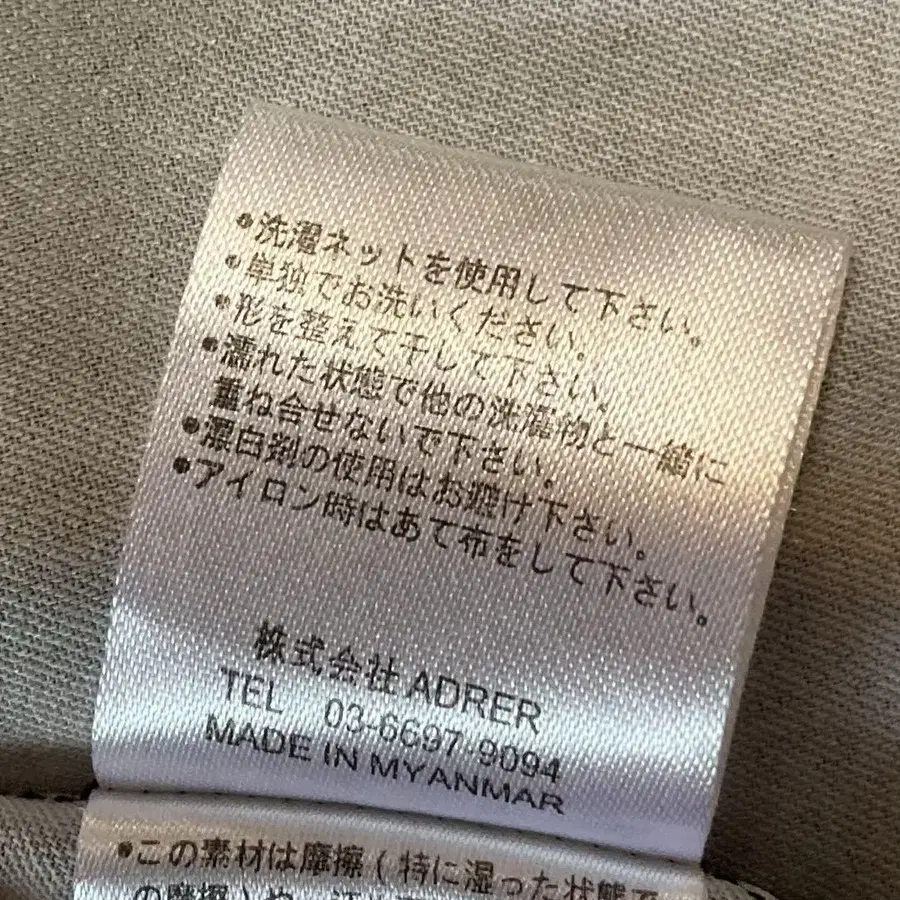 •洗濯ネットを使用して下さい。
•単独でお洗いください。
•形を整えて干して下さい。
•濡れた状態で他の洗濯物と一緒に
重ね合せないで下さい。
•漂白剤の使用はお避け下さい。
•アイロン時はあて布をして下さい。
株式会社 ADRER
TEL 03-6697-9094
MADE IN MYANMAR
•この素材は摩擦(特に湿った状態で
の摩擦)や、汗